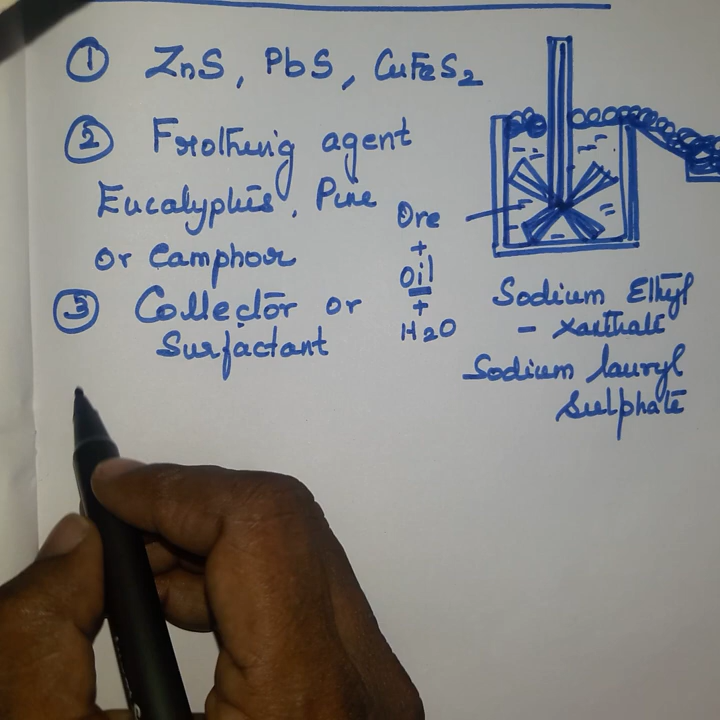 ① ZnS, PbS, CuFeS₂
② Frothing agent
Eucalyptus, Pine
or Camphor
③ Collector or
Surfactant
Ore
+
Oil
+
H₂O
Sodium Ethyl
- xanthate
Sodium lauryl
sulphate